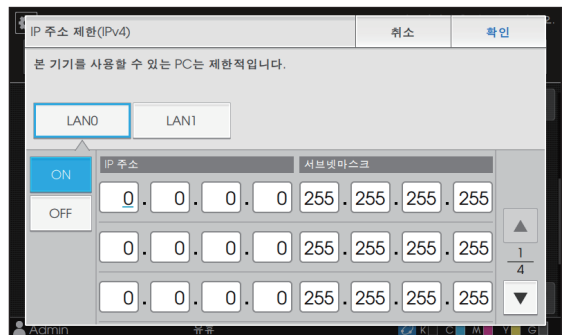 IP 주소 제한(IPv4)
취소
확인
본 기기를 사용할 수 있는 PC는 제한적입니다.
LAN0
LAN1
ON
OFF
IP 주소
서브넷마스크
0 . 0 . 0 . 0 255 . 255 . 255 . 255
0 . 0 . 0 . 0 255 . 255 . 255 . 255
0 . 0 . 0 . 0 255 . 255 . 255 . 255
1
4
Admin
K C M Y G